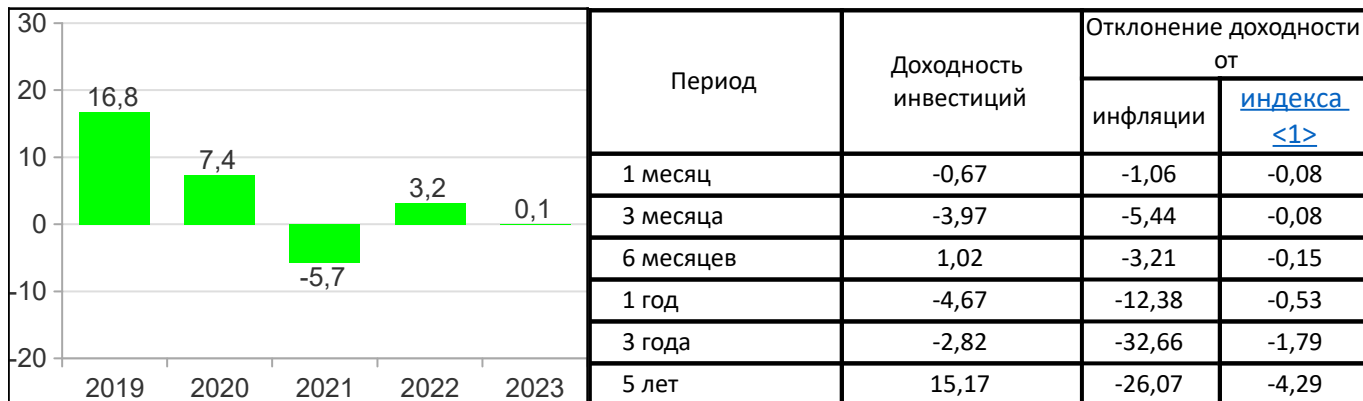 30
20
10
0
-10
-20
16,8
7,4
-5,7
3,2
0,1
2019 2020 2021 2022 2023
Период
Доходность
инвестиций
Отклонение доходности
от
инфляции
индекса
<1>
1 месяц -0,67 -1,06 -0,08
3 месяца -3,97 -5,44 -0,08
6 месяцев 1,02 -3,21 -0,15
1 год -4,67 -12,38 -0,53
3 года -2,82 -32,66 -1,79
5 лет 15,17 -26,07 -4,29